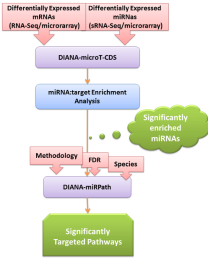 Differentially Expressed
mRNAs
(RNA-Seq/microarray)
Differentially Expressed
miRNAs
(sRNA-Seq/microarray)
DIANA-microT-CDS
miRNA:target Enrichment
Analysis
Significantly
enriched
miRNAs
Methodology
FDR
Species
DIANA-miRPath
Significantly
Targeted Pathways